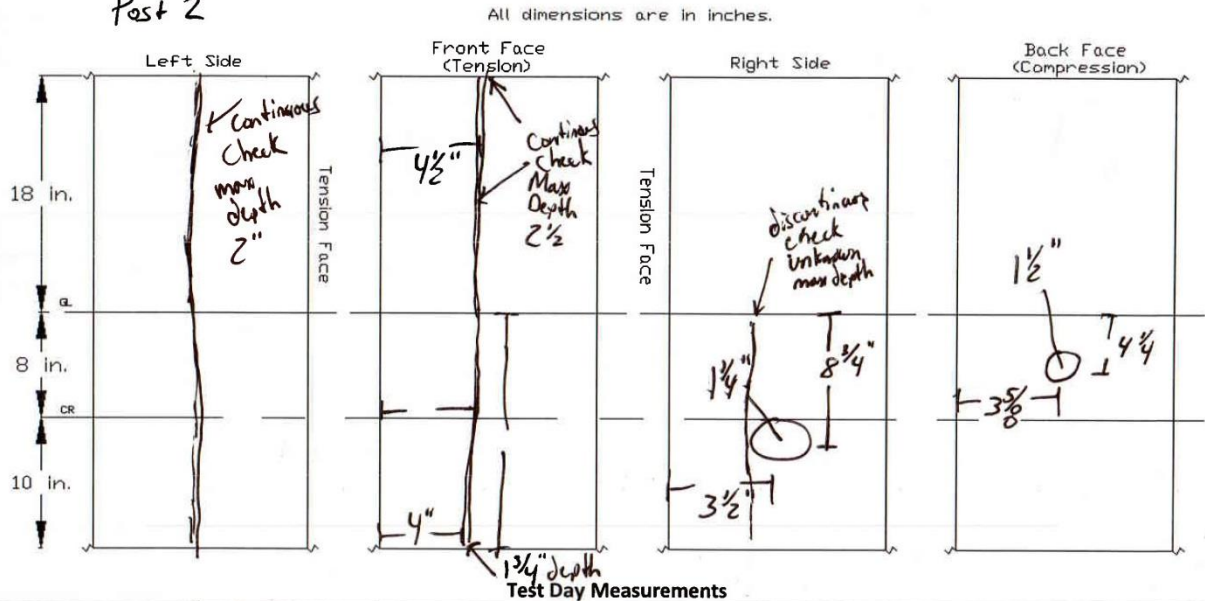 Post 2
All dimensions are in inches.
Left Side
Front Face
(Tension)
Right Side
Back Face
(Compression)
18 in.
8 in.
10 in.
GL
CR
continuous
check
max
depth
2"
Tension Face
4½"
Continous
check
Max
Depth
2½
4"
1¾" depth
Tension Face
discontinuous
check
unknown
max depth
1¾"
8¾"
3½"
1½"
4¼
3⅝
Test Day Measurements